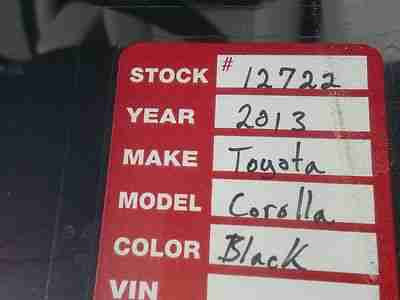 STOCK # 12722
YEAR 2013
MAKE Toyota
MODEL Corolla
COLOR Black
VIN